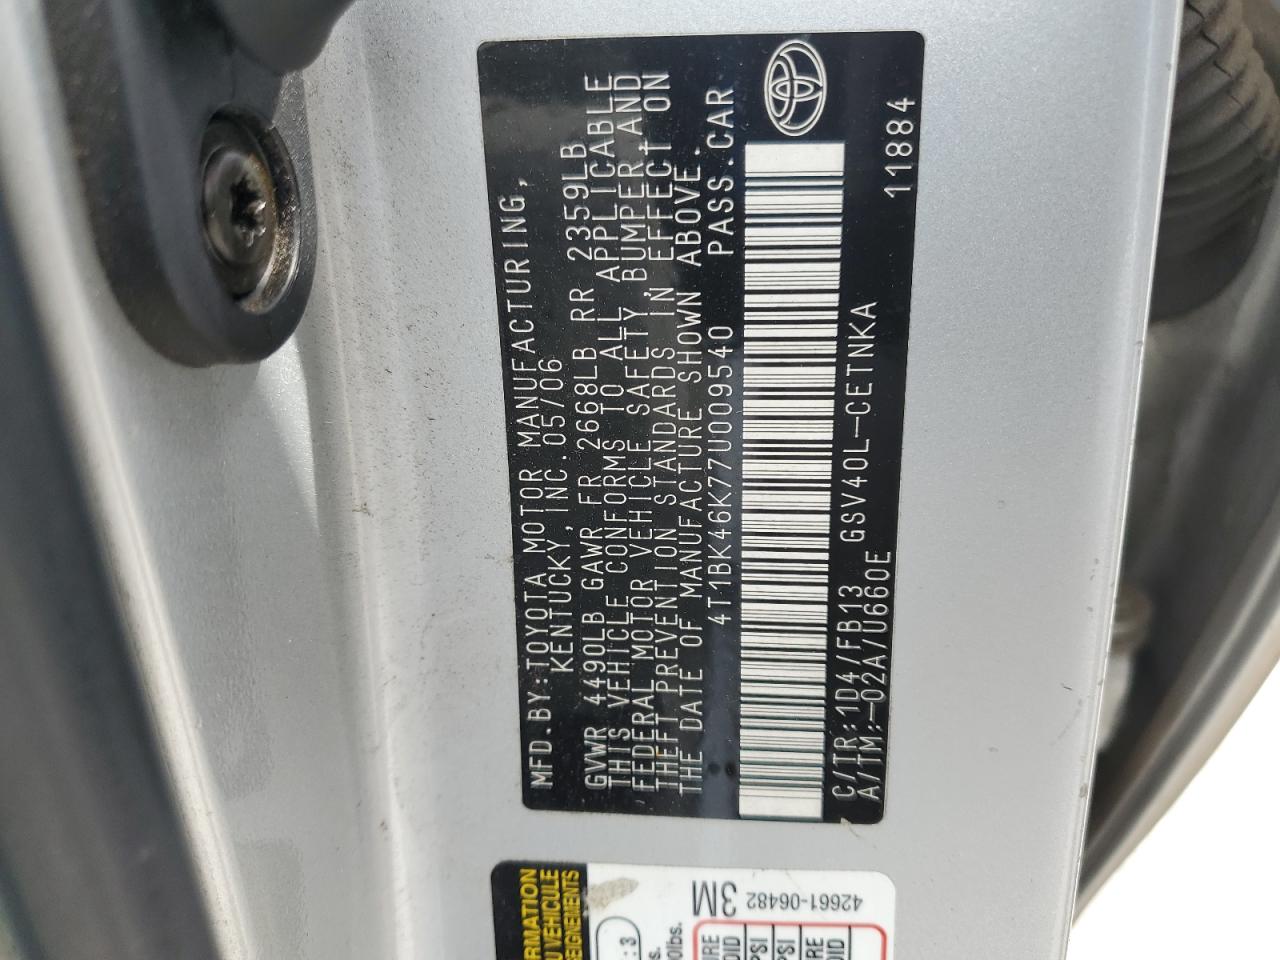 MFD.BY:TOYOTA MOTOR MANUFACTURING,
KENTUCKY, INC.05/06
GVWR 4490LB GAWR FR 2668LB RR 2359LB
THIS VEHICLE CONFORMS TO ALL APPLICABLE
FEDERAL MOTOR VEHICLE SAFETY,BUMPER,AND
THEFT PREVENTION STANDARDS IN EFFECT ON
THE DATE OF MANUFACTURE SHOWN ABOVE.
4T1BK46K77U009540 PASS.CAR
C/TR:1D4/FB13 GSV40L-CETNKA
A/TM:-02A/U660E
11884
3M
42661-06482